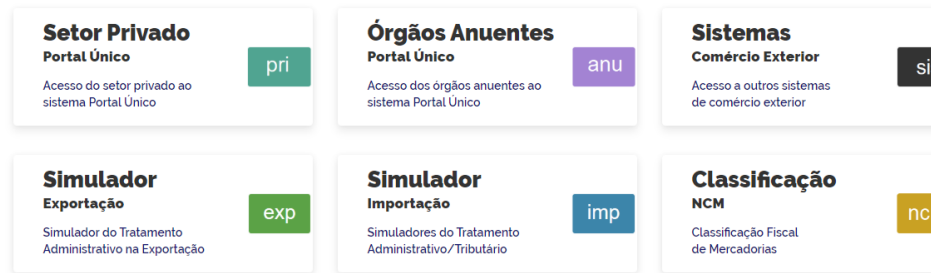 Setor Privado
Portal Único
Acesso do setor privado ao
sistema Portal Único
pri
Órgãos Anuentes
Portal Único
Acesso dos órgãos anuentes ao
sistema Portal Único
anu
Sistemas
Comércio Exterior
Acesso a outros sistemas
de comércio exterior
Simulador
Exportação
Simulador do Tratamento
Administrativo na Exportação
exp
Simulador
Importação
Simuladores do Tratamento
Administrativo/Tributário
imp
Classificação
NCM
Classificação Fiscal
de Mercadorias